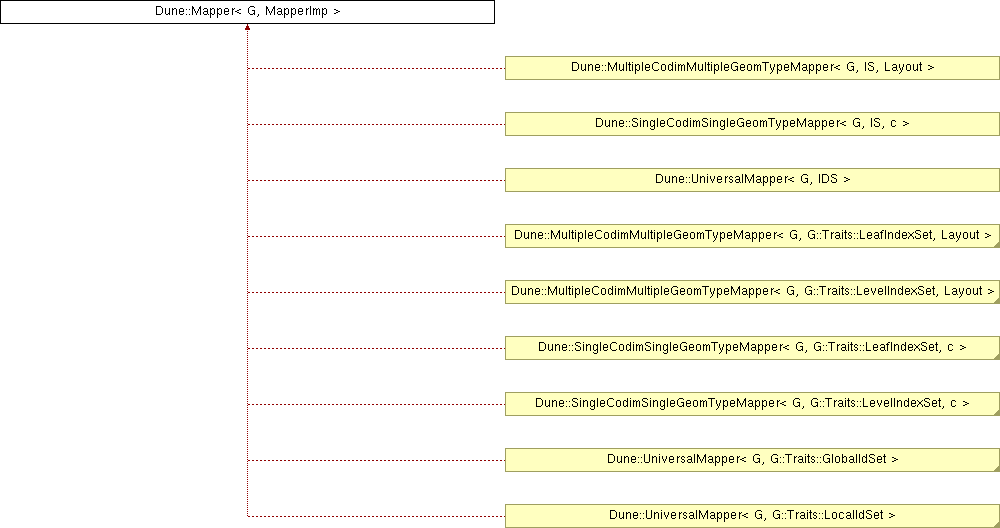 Dune::Mapper< G, MapperImp >
Dune::MultipleCodimMultipleGeomTypeMapper< G, IS, Layout >
Dune::SingleCodimSingleGeomTypeMapper< G, IS, c >
Dune::UniversalMapper< G, IDS >
Dune::MultipleCodimMultipleGeomTypeMapper< G, G::Traits::LeafIndexSet, Layout >
Dune::MultipleCodimMultipleGeomTypeMapper< G, G::Traits::LevelIndexSet, Layout >
Dune::SingleCodimSingleGeomTypeMapper< G, G::Traits::LeafIndexSet, c >
Dune::SingleCodimSingleGeomTypeMapper< G, G::Traits::LevelIndexSet, c >
Dune::UniversalMapper< G, G::Traits::GlobalIdSet >
Dune::UniversalMapper< G, G::Traits::LocalIdSet >